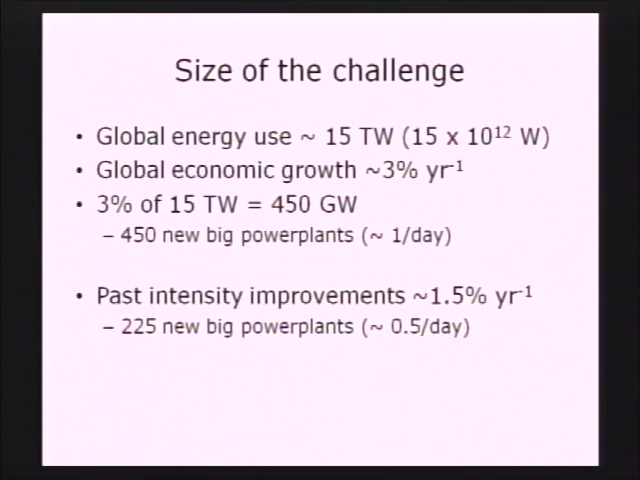 Size of the challenge
• Global energy use ~ 15 TW (15 x 10¹² W)
• Global economic growth ~3% yr⁻¹
• 3% of 15 TW = 450 GW
– 450 new big powerplants (~ 1/day)
• Past intensity improvements ~1.5% yr⁻¹
– 225 new big powerplants (~ 0.5/day)